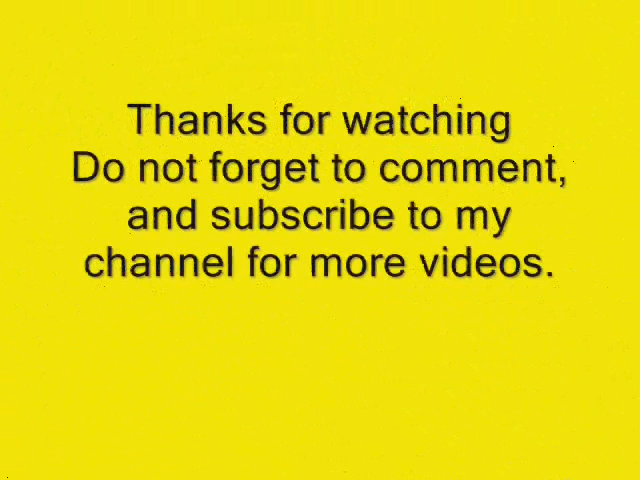 Thanks for watching
Do not forget to comment,
and subscribe to my
channel for more videos.